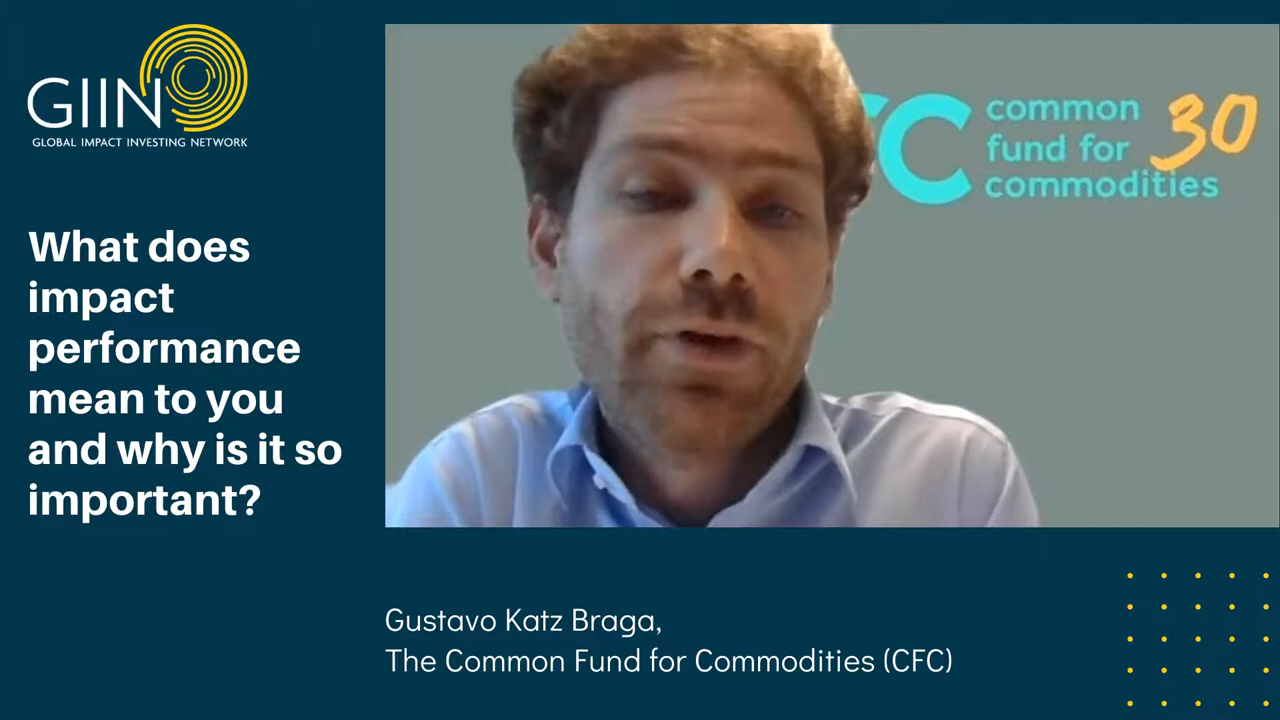 GIIN
GLOBAL IMPACT INVESTING NETWORK
What does
impact
performance
mean to you
and why is it so
important?
FC
common
fund for
commodities
30
Gustavo Katz Braga,
The Common Fund for Commodities (CFC)